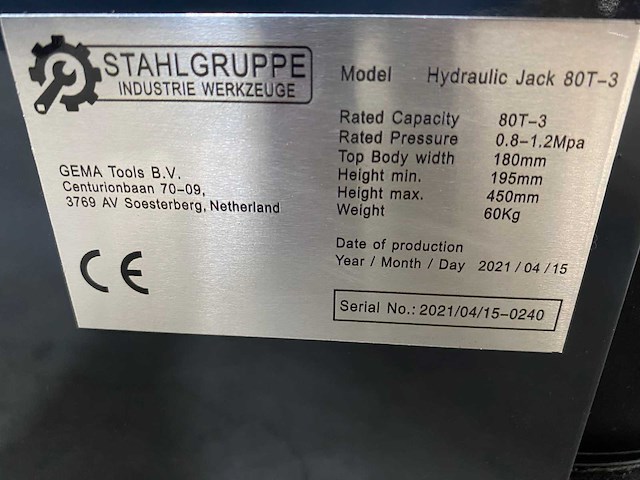 STAHLGRUPPE
INDUSTRIE WERKZEUGE
GEMA Tools B.V.
Centurionbaan 70-09,
3769 AV Soesterberg, Netherland
CE
Model Hydraulic Jack 80T-3
Rated Capacity 80T-3
Rated Pressure 0.8-1.2Mpa
Top Body width 180mm
Height min. 195mm
Height max. 450mm
Weight 60Kg
Date of production
Year / Month / Day 2021/04/15
Serial No.: 2021/04/15-0240